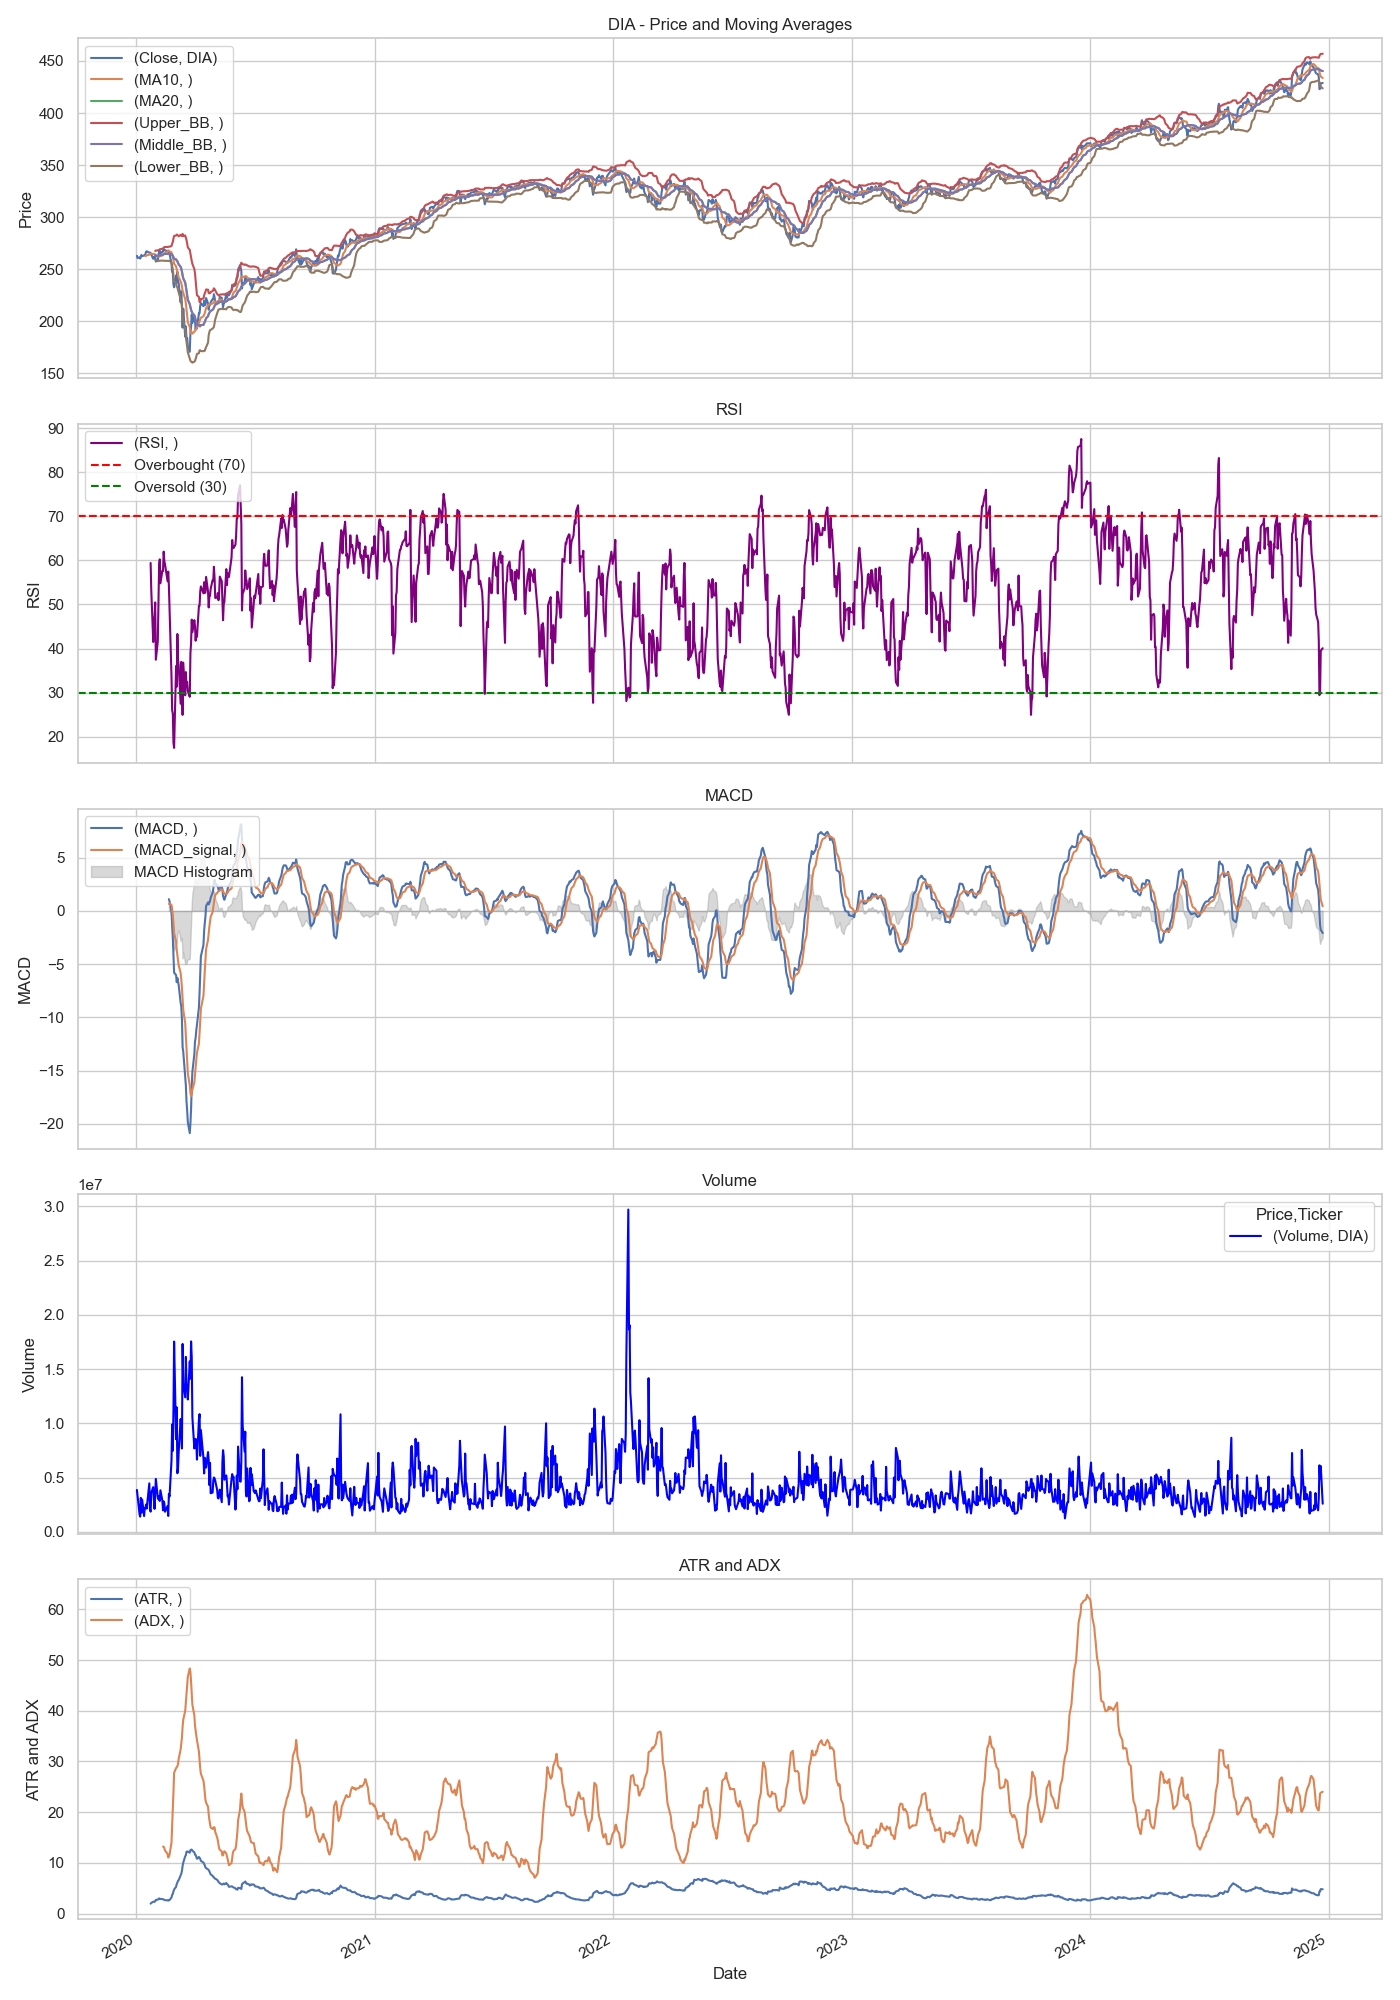 DIA - Price and Moving Averages
(Close, DIA)
(MA10, )
(MA20, )
(Upper_BB, )
(Middle_BB, )
(Lower_BB, )
450
400
350
300
250
200
150
Price
RSI
(RSI, )
Overbought (70)
Oversold (30)
90
80
70
60
50
40
30
20
RSI
MACD
(MACD, )
(MACD_signal, )
MACD Histogram
5
0
−5
−10
−15
−20
MACD
Volume
1e7
Price,Ticker
(Volume, DIA)
3.0
2.5
2.0
1.5
1.0
0.5
0.0
Volume
ATR and ADX
(ATR, )
(ADX, )
60
50
40
30
20
10
0
ATR and ADX
2020
2021
2022
2023
2024
2025
Date